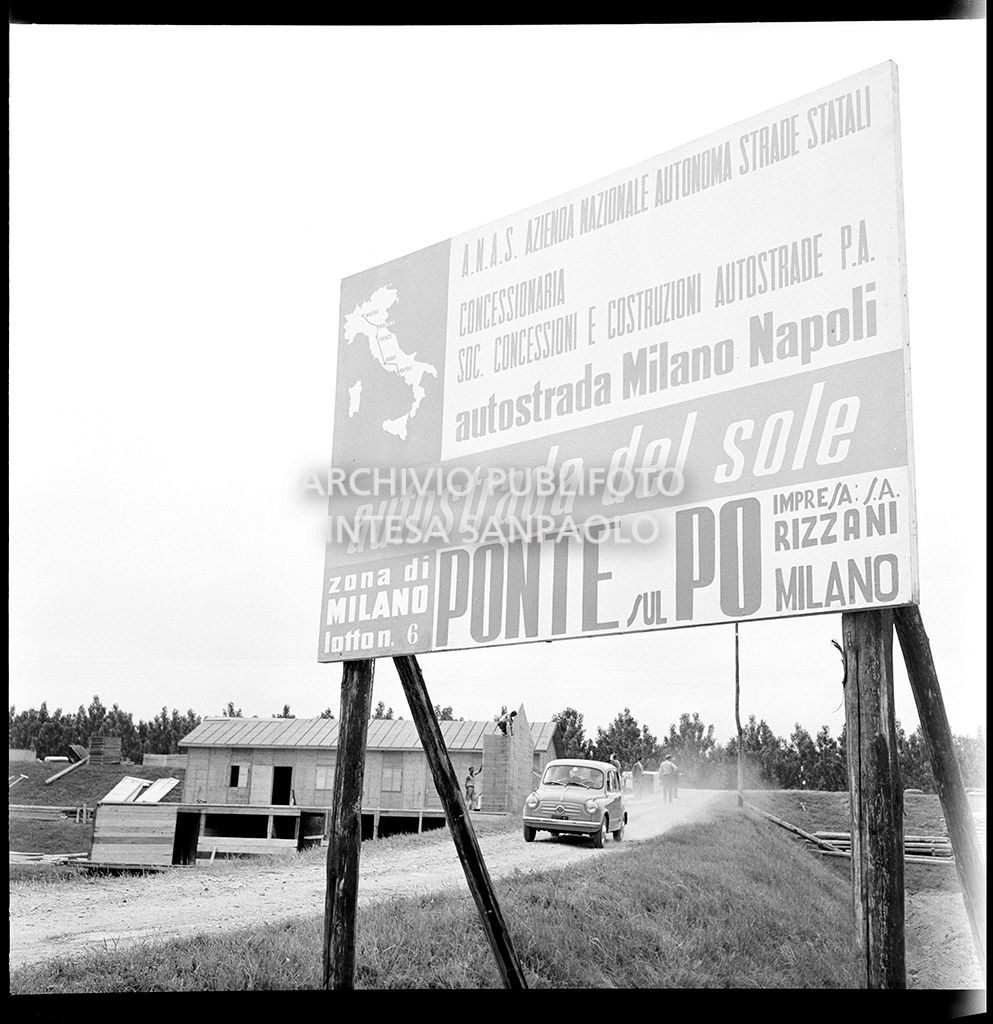 A.N.A.S. AZIENDA NAZIONALE AUTONOMA STRADE STATALI
CONCESSIONARIA
SOC. CONCESSIONI E COSTRUZIONI AUTOSTRADE P.A.
autostrada Milano Napoli
autostrada del sole
zona di
MILANO
lotto n. 6
PONTE SUL PO
IMPRESA: S.A.
RIZZANI
MILANO
ARCHIVIO PUBLIFOTO
INTESA SANPAOLO